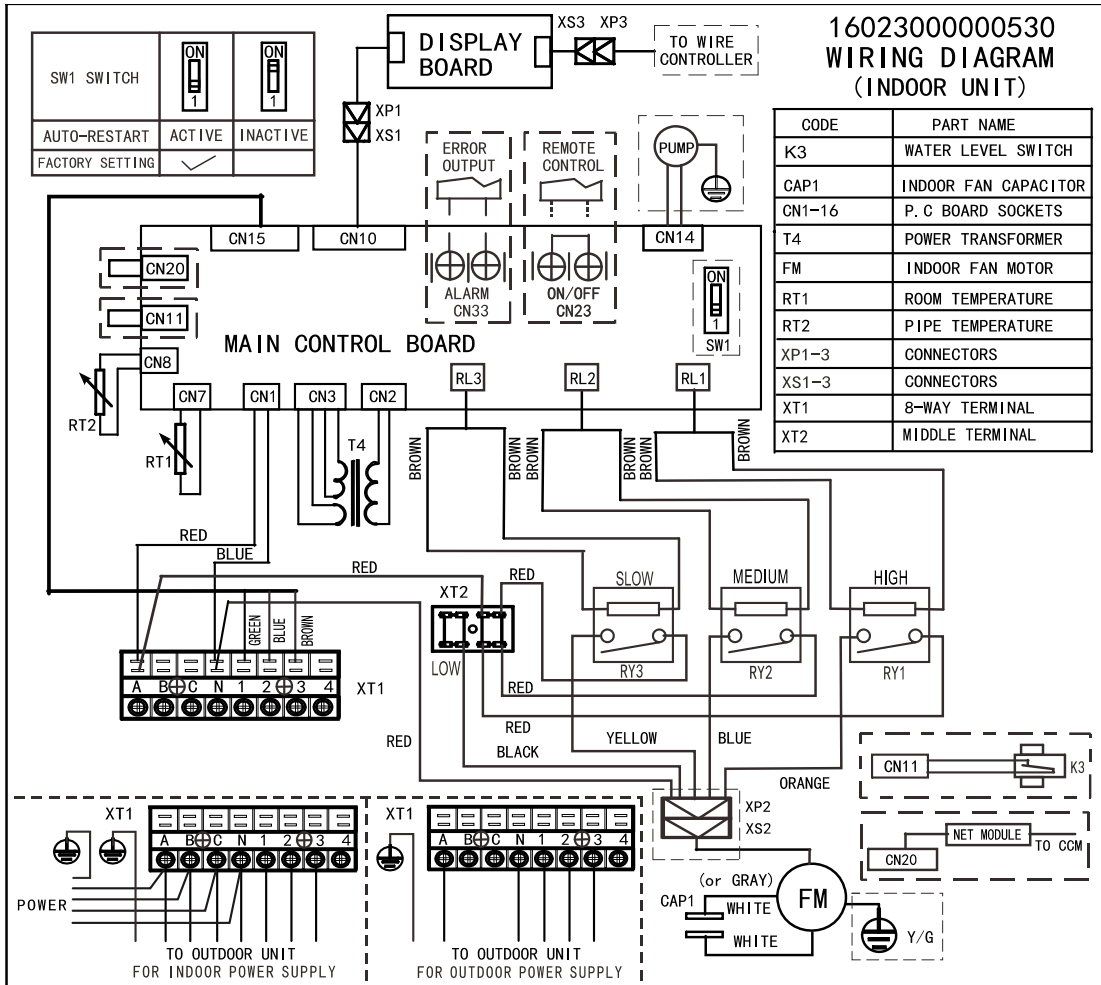 16023000000530
WIRING DIAGRAM
(INDOOR UNIT)
SW1 SWITCH ON 1 ON 1
AUTO-RESTART ACTIVE INACTIVE
FACTORY SETTING
DISPLAY
BOARD
XS3 XP3
TO WIRE
CONTROLLER
XP1
XS1
ERROR
OUTPUT
REMOTE
CONTROL
PUMP
CODE PART NAME
K3 WATER LEVEL SWITCH
CAP1 INDOOR FAN CAPACITOR
CN1-16 P.C BOARD SOCKETS
T4 POWER TRANSFORMER
FM INDOOR FAN MOTOR
RT1 ROOM TEMPERATURE
RT2 PIPE TEMPERATURE
XP1-3 CONNECTORS
XS1-3 CONNECTORS
XT1 8-WAY TERMINAL
XT2 MIDDLE TERMINAL
CN15 CN10 CN14
CN20
CN11
CN8
ALARM
CN33
ON/OFF
CN23
ON
1
SW1
MAIN CONTROL BOARD
RL3 RL2 RL1
CN7 CN1 CN3 CN2
RT2
RT1
T4
BROWN
BROWN
BROWN
BROWN
BROWN
BROWN
RED
BLUE
RED
XT2
RED
SLOW
MEDIUM
HIGH
GREEN
BLUE
BROWN
LOW
RY3
RY2
RY1
RED
A B C N 1 2 3 4
XT1
RED
RED
BLACK
YELLOW
BLUE
ORANGE
CN11
K3
XP2
XS2
NET MODULE
TO CCM
CN20
XT1
A B C N 1 2 3 4
POWER
TO OUTDOOR UNIT
FOR INDOOR POWER SUPPLY
XT1
A B C N 1 2 3 4
TO OUTDOOR UNIT
FOR OUTDOOR POWER SUPPLY
(or GRAY)
CAP1
WHITE
WHITE
FM
Y/G